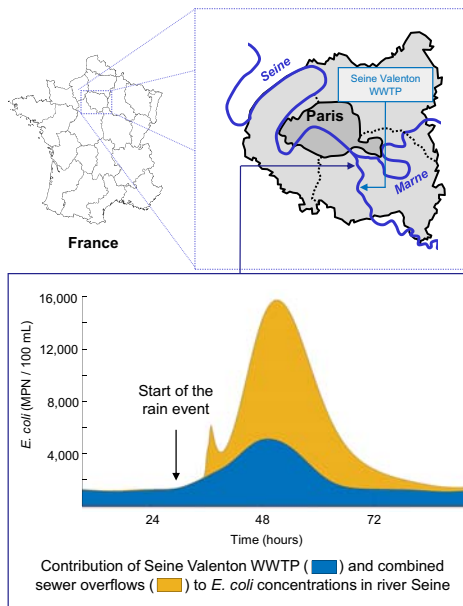 Seine
Seine Valenton
WWTP
Paris
Marne
France
16,000
12,000
8,000
4,000
E. coli (MPN / 100 mL)
Start of the
rain event
24
48
72
Time (hours)
Contribution of Seine Valenton WWTP ( ) and combined
sewer overflows ( ) to E. coli concentrations in river Seine